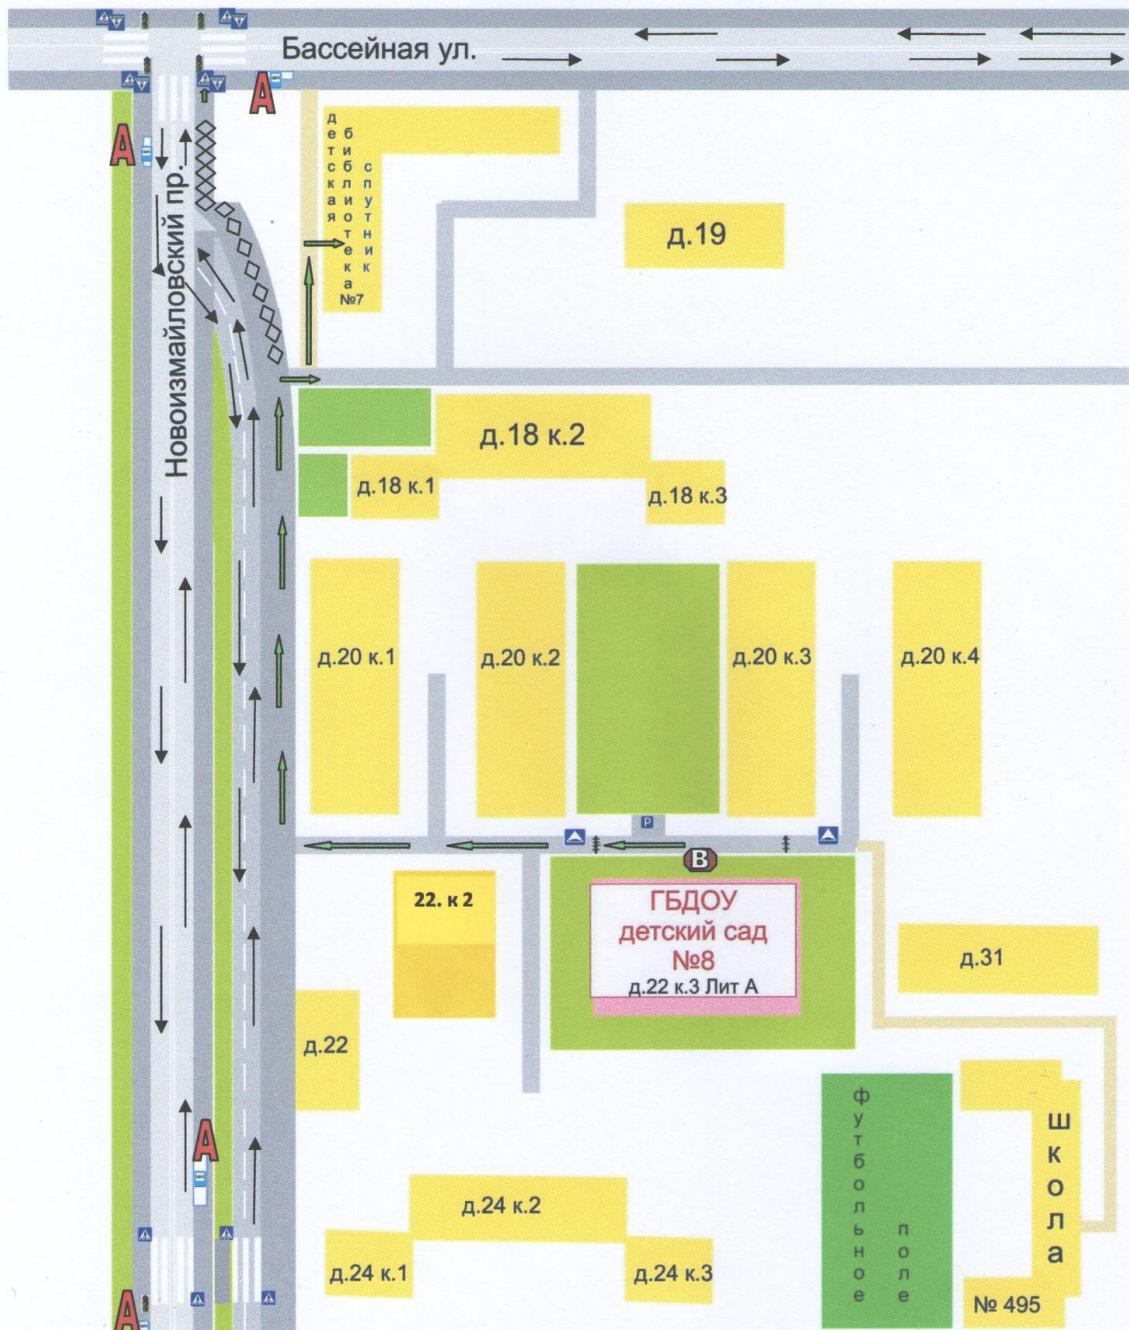 Бассейная ул.
А
А
Новоизмайловский пр.
детская
библиотека
спутник
№7
д.19
д.18 к.2
д.18 к.1
д.18 к.3
д.20 к.1
д.20 к.2
д.20 к.3
д.20 к.4
P
В
22. к 2
ГБДОУ
детский сад
№8
д.22 к.3 Лит А
д.31
д.22
футбольное
поле
школа
№ 495
А
д.24 к.2
д.24 к.1
д.24 к.3
А